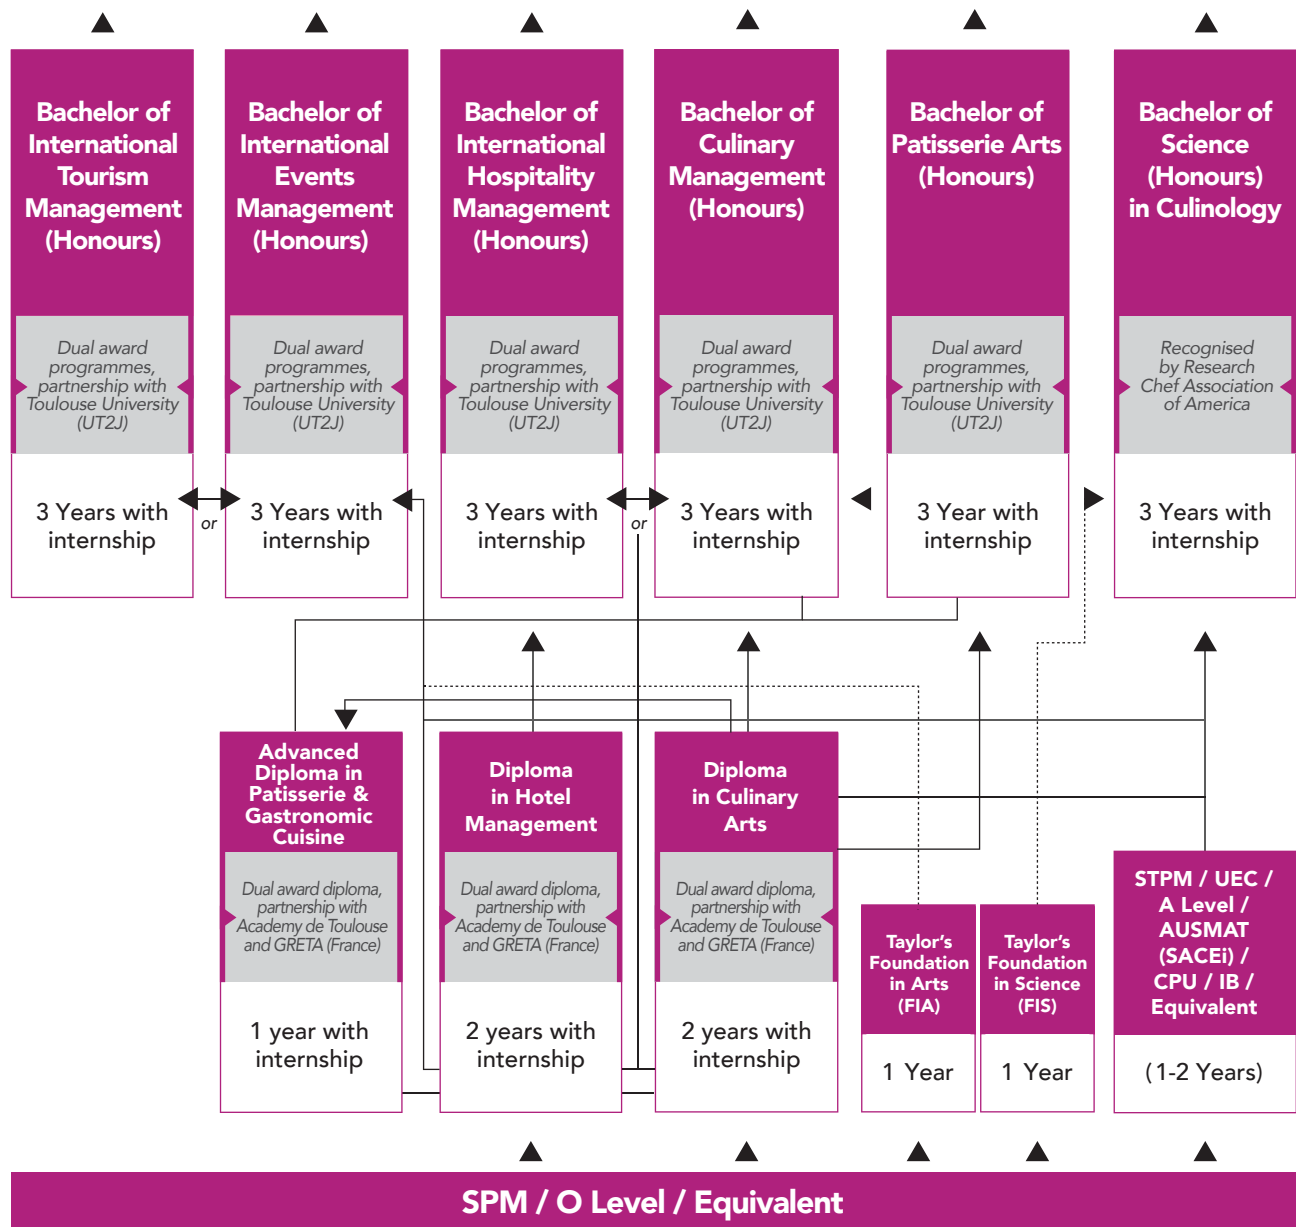 Bachelor of
International
Tourism
Management
(Honours)
Dual award
programmes,
partnership with
Toulouse University
(UT2J)
3 Years with
internship
or
Bachelor of
International
Events
Management
(Honours)
Dual award
programmes,
partnership with
Toulouse University
(UT2J)
3 Years with
internship
Bachelor of
International
Hospitality
Management
(Honours)
Dual award
programmes,
partnership with
Toulouse University
(UT2J)
3 Years with
internship
or
Bachelor of
Culinary
Management
(Honours)
Dual award
programmes,
partnership with
Toulouse University
(UT2J)
3 Years with
internship
Bachelor of
Patisserie Arts
(Honours)
Dual award
programmes,
partnership with
Toulouse University
(UT2J)
3 Year with
internship
Bachelor of
Science
(Honours)
in Culinology
Recognised
by Research
Chef Association
of America
3 Years with
internship
Advanced
Diploma in
Patisserie &
Gastronomic
Cuisine
Dual award diploma,
partnership with
Academy de Toulouse
and GRETA (France)
1 year with
internship
Diploma
in Hotel
Management
Dual award diploma,
partnership with
Academy de Toulouse
and GRETA (France)
2 years with
internship
Diploma
in Culinary
Arts
Dual award diploma,
partnership with
Academy de Toulouse
and GRETA (France)
2 years with
internship
Taylor's
Foundation
in Arts
(FIA)
1 Year
Taylor's
Foundation
in Science
(FIS)
1 Year
STPM / UEC /
A Level /
AUSMAT
(SACEi) /
CPU / IB /
Equivalent
(1-2 Years)
SPM / O Level / Equivalent